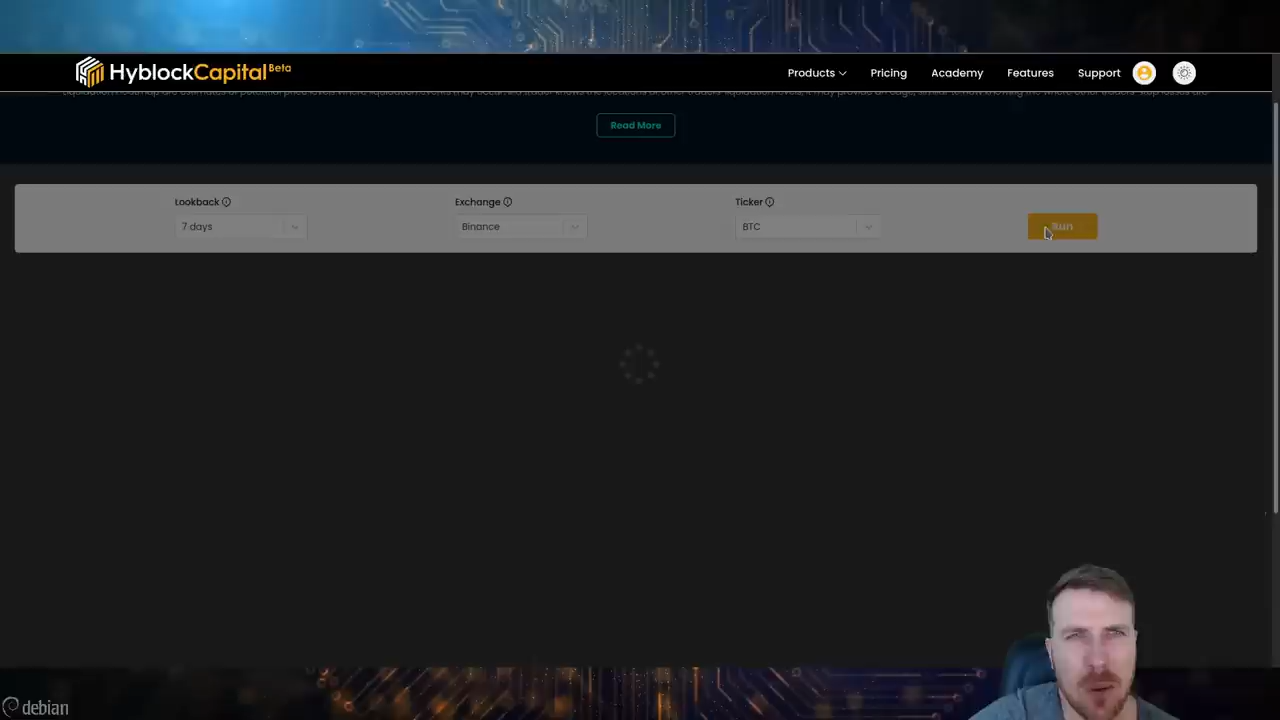 HyblockCapital Beta
Products
Pricing
Academy
Features
Support
Read More
Lookback
Exchange
Ticker
7 days
Binance
BTC
Run
debian